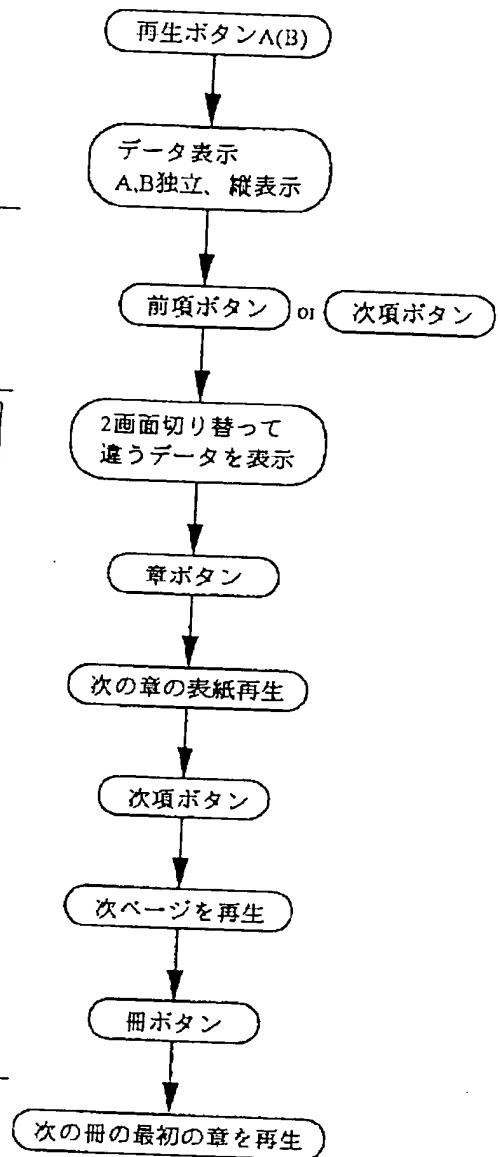 再生ボタンA(B)
データ表示
A,B独立、縦表示
前項ボタン or 次項ボタン
2画面切り替って
違うデータを表示
章ボタン
次の章の表紙再生
次項ボタン
次ページを再生
冊ボタン
次の冊の最初の章を再生